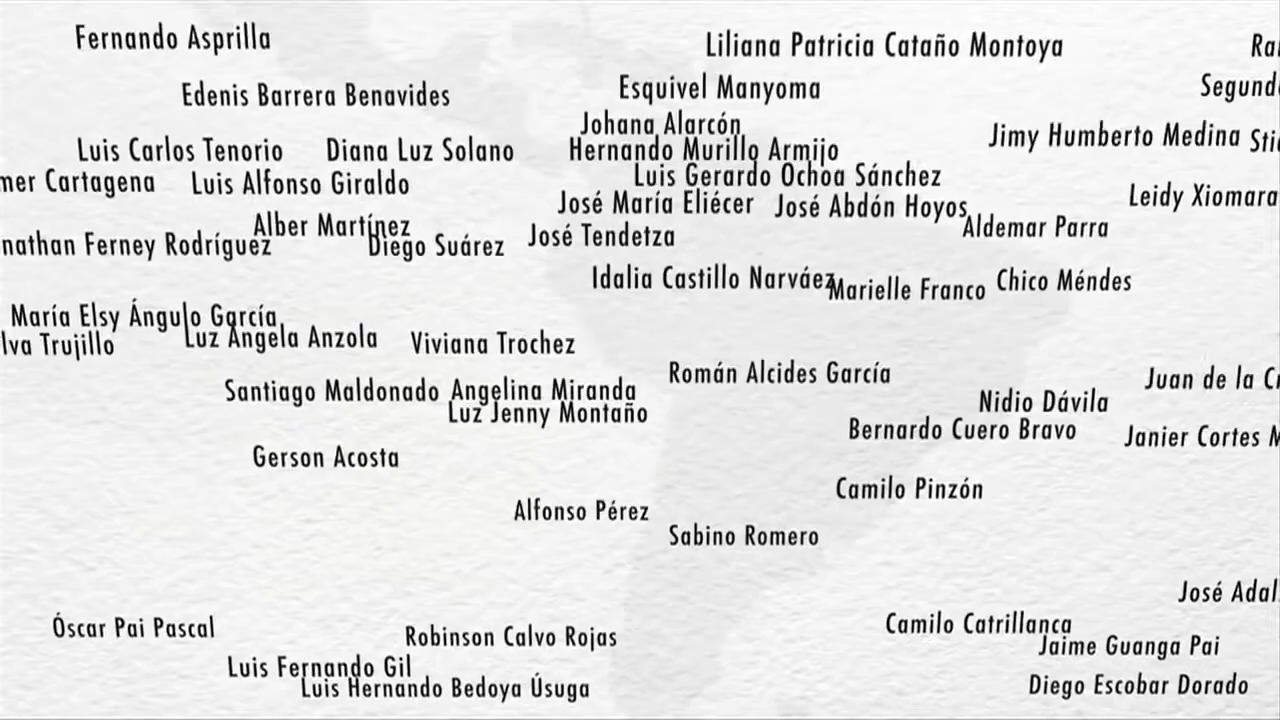 Fernando Asprilla
Liliana Patricia Cataño Montoya
Edenis Barrera Benavides
Esquivel Manyoma
Johana Alarcón
Jimy Humberto Medina
Luis Carlos Tenorio
Diana Luz Solano
Hernando Murillo Armijo
Cartagena
Luis Alfonso Giraldo
Luis Gerardo Ochoa Sánchez
Leidy Xiomara
José María Eliécer
José Abdón Hoyos
Alber Martínez
Aldemar Parra
Ferney Rodríguez
Diego Suárez
José Tendetza
Idalia Castillo Narváez
Marielle Franco
Chico Méndes
María Elsy Ángulo García
Trujillo
Luz Ángela Anzola
Viviana Trochez
Román Alcides García
Juan de la
Santiago Maldonado
Angelina Miranda
Nidio Dávila
Luz Jenny Montaño
Bernardo Cuero Bravo
Janier Cortes
Gerson Acosta
Camilo Pinzón
Alfonso Pérez
Sabino Romero
José
Óscar Pai Pascal
Robinson Calvo Rojas
Camilo Catrillanca
Jaime Guanga Pai
Luis Fernando Gil
Luis Hernando Bedoya Úsuga
Diego Escobar Dorado